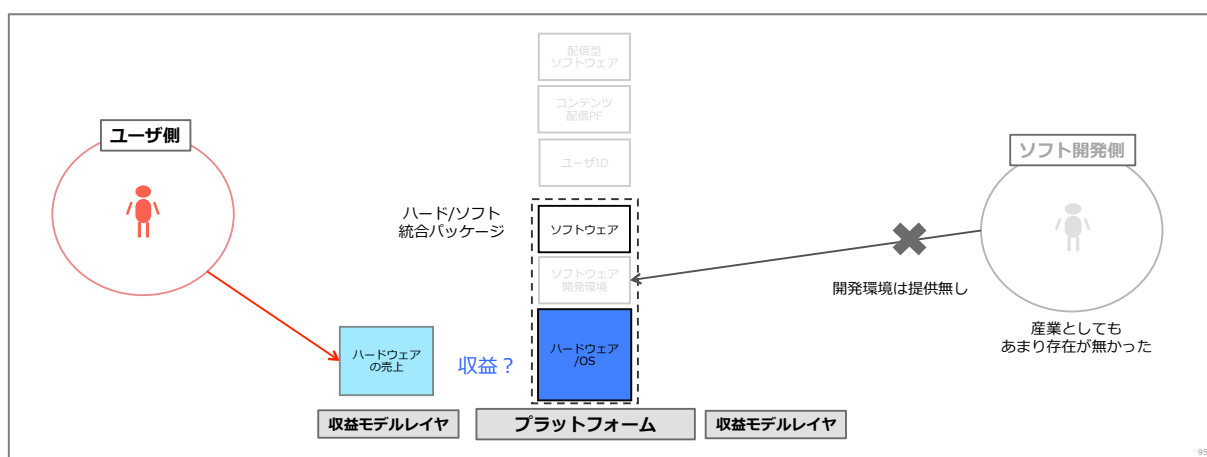 配信型
ソフトウェア
コンテンツ
配信PF
ユーザID
ユーザ側
ソフト開発側
ハード/ソフト
統合パッケージ
ソフトウェア
ソフトウェア
開発環境
開発環境は提供無し
産業としても
あまり存在が無かった
ハードウェア
の売上
収益？
ハードウェア
/OS
収益モデルレイヤ
プラットフォーム
収益モデルレイヤ
95